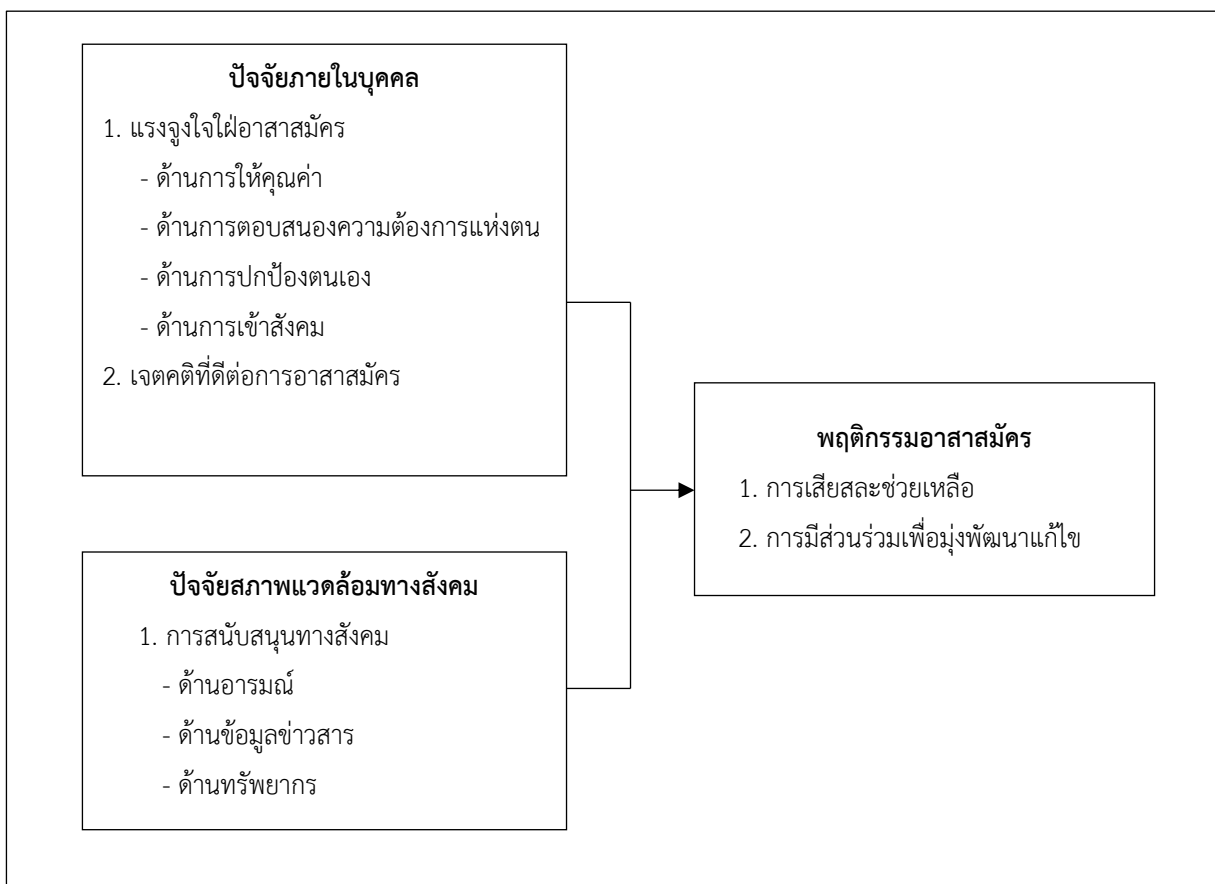 ปัจจัยภายในบุคคล
1. แรงจูงใจใฝ่อาสาสมัคร
- ด้านการให้คุณค่า
- ด้านการตอบสนองความต้องการแห่งตน
- ด้านการปกป้องตนเอง
- ด้านการเข้าสังคม
2. เจตคติที่ดีต่อการอาสาสมัคร
ปัจจัยสภาพแวดล้อมทางสังคม
1. การสนับสนุนทางสังคม
- ด้านอารมณ์
- ด้านข้อมูลข่าวสาร
- ด้านทรัพยากร
พฤติกรรมอาสาสมัคร
1. การเสียสละช่วยเหลือ
2. การมีส่วนร่วมเพื่อมุ่งพัฒนาแก้ไข